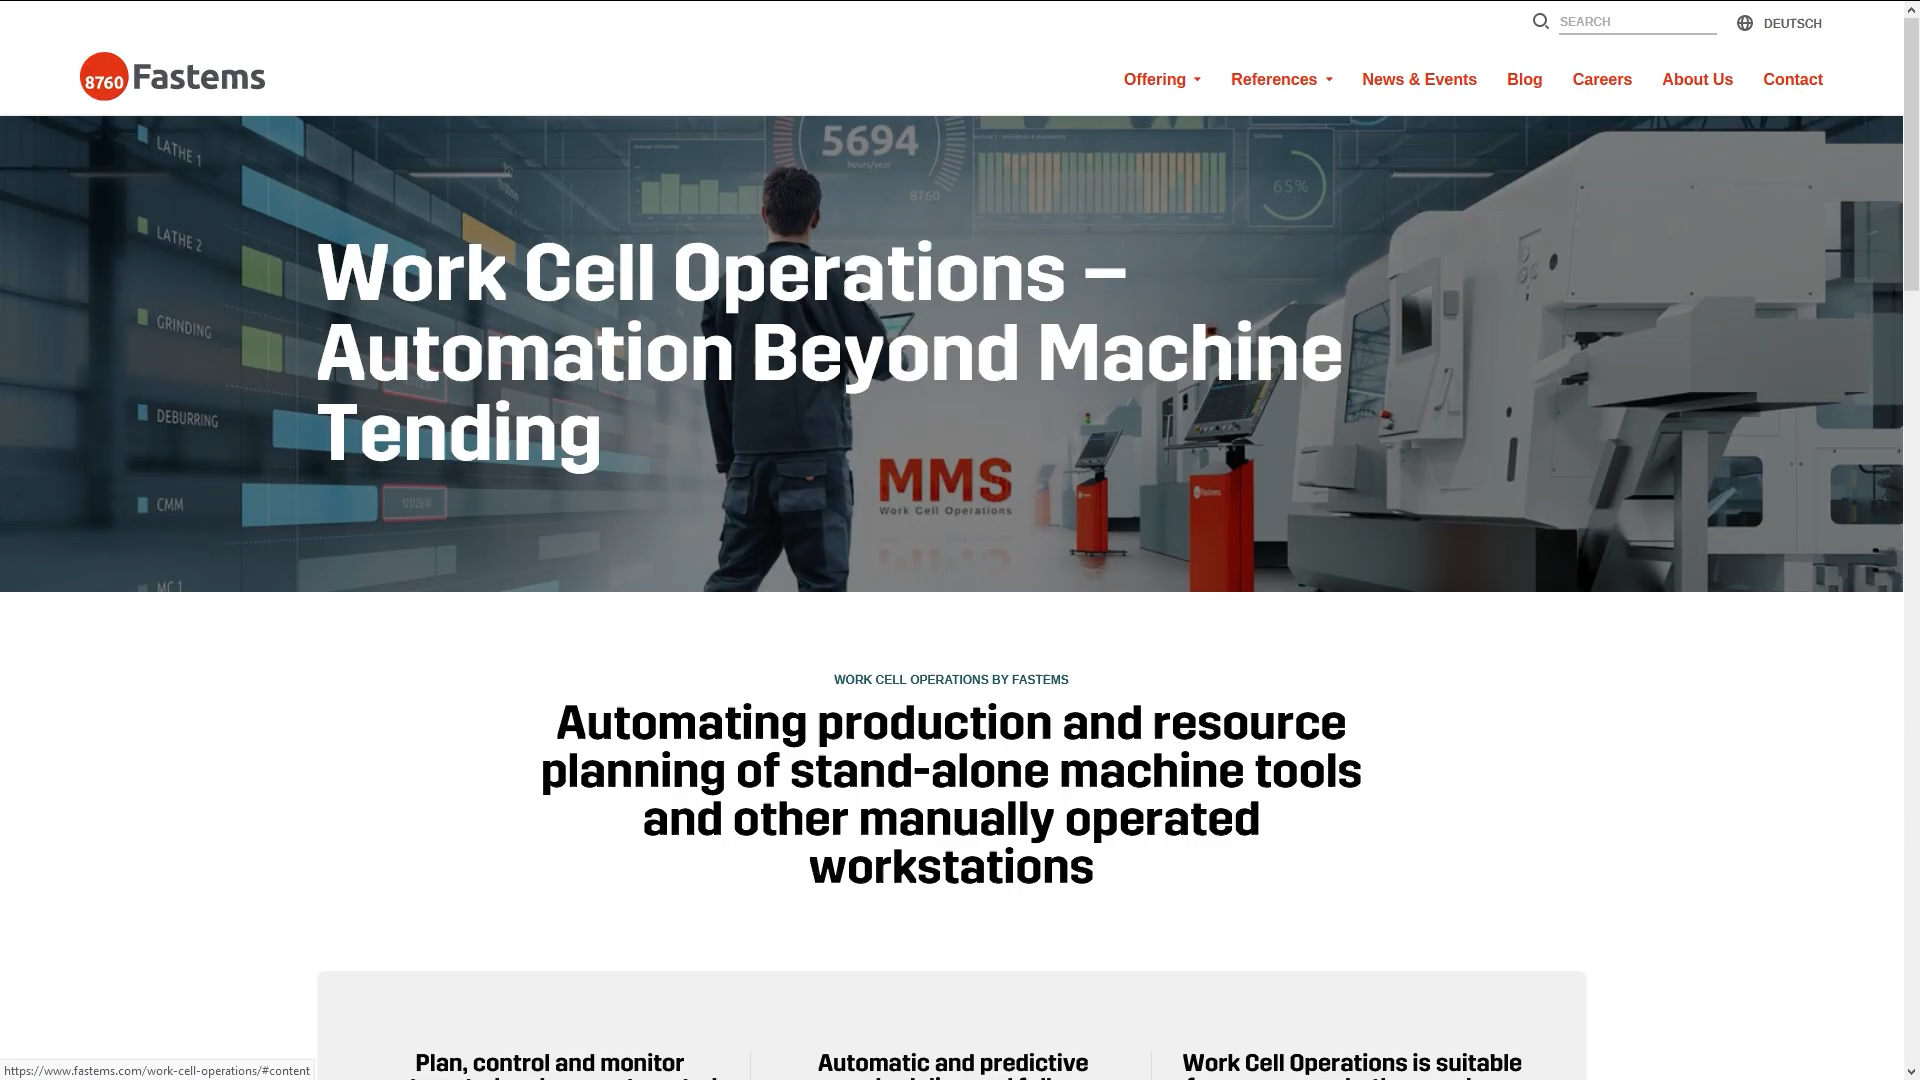 SEARCH
DEUTSCH
8760 Fastems
Offering
References
News & Events
Blog
Careers
About Us
Contact
LATHE 1
LATHE 2
GRINDING
DEBURRING
CMM
MC 1
5694
hours/year
8760
65%
Work Cell Operations –
Automation Beyond Machine
Tending
MMS
Work Cell Operations
Fastems
WORK CELL OPERATIONS BY FASTEMS
Automating production and resource
planning of stand-alone machine tools
and other manually operated
workstations
Plan, control and monitor
Automatic and predictive
Work Cell Operations is suitable
https://www.fastems.com/work-cell-operations/#content